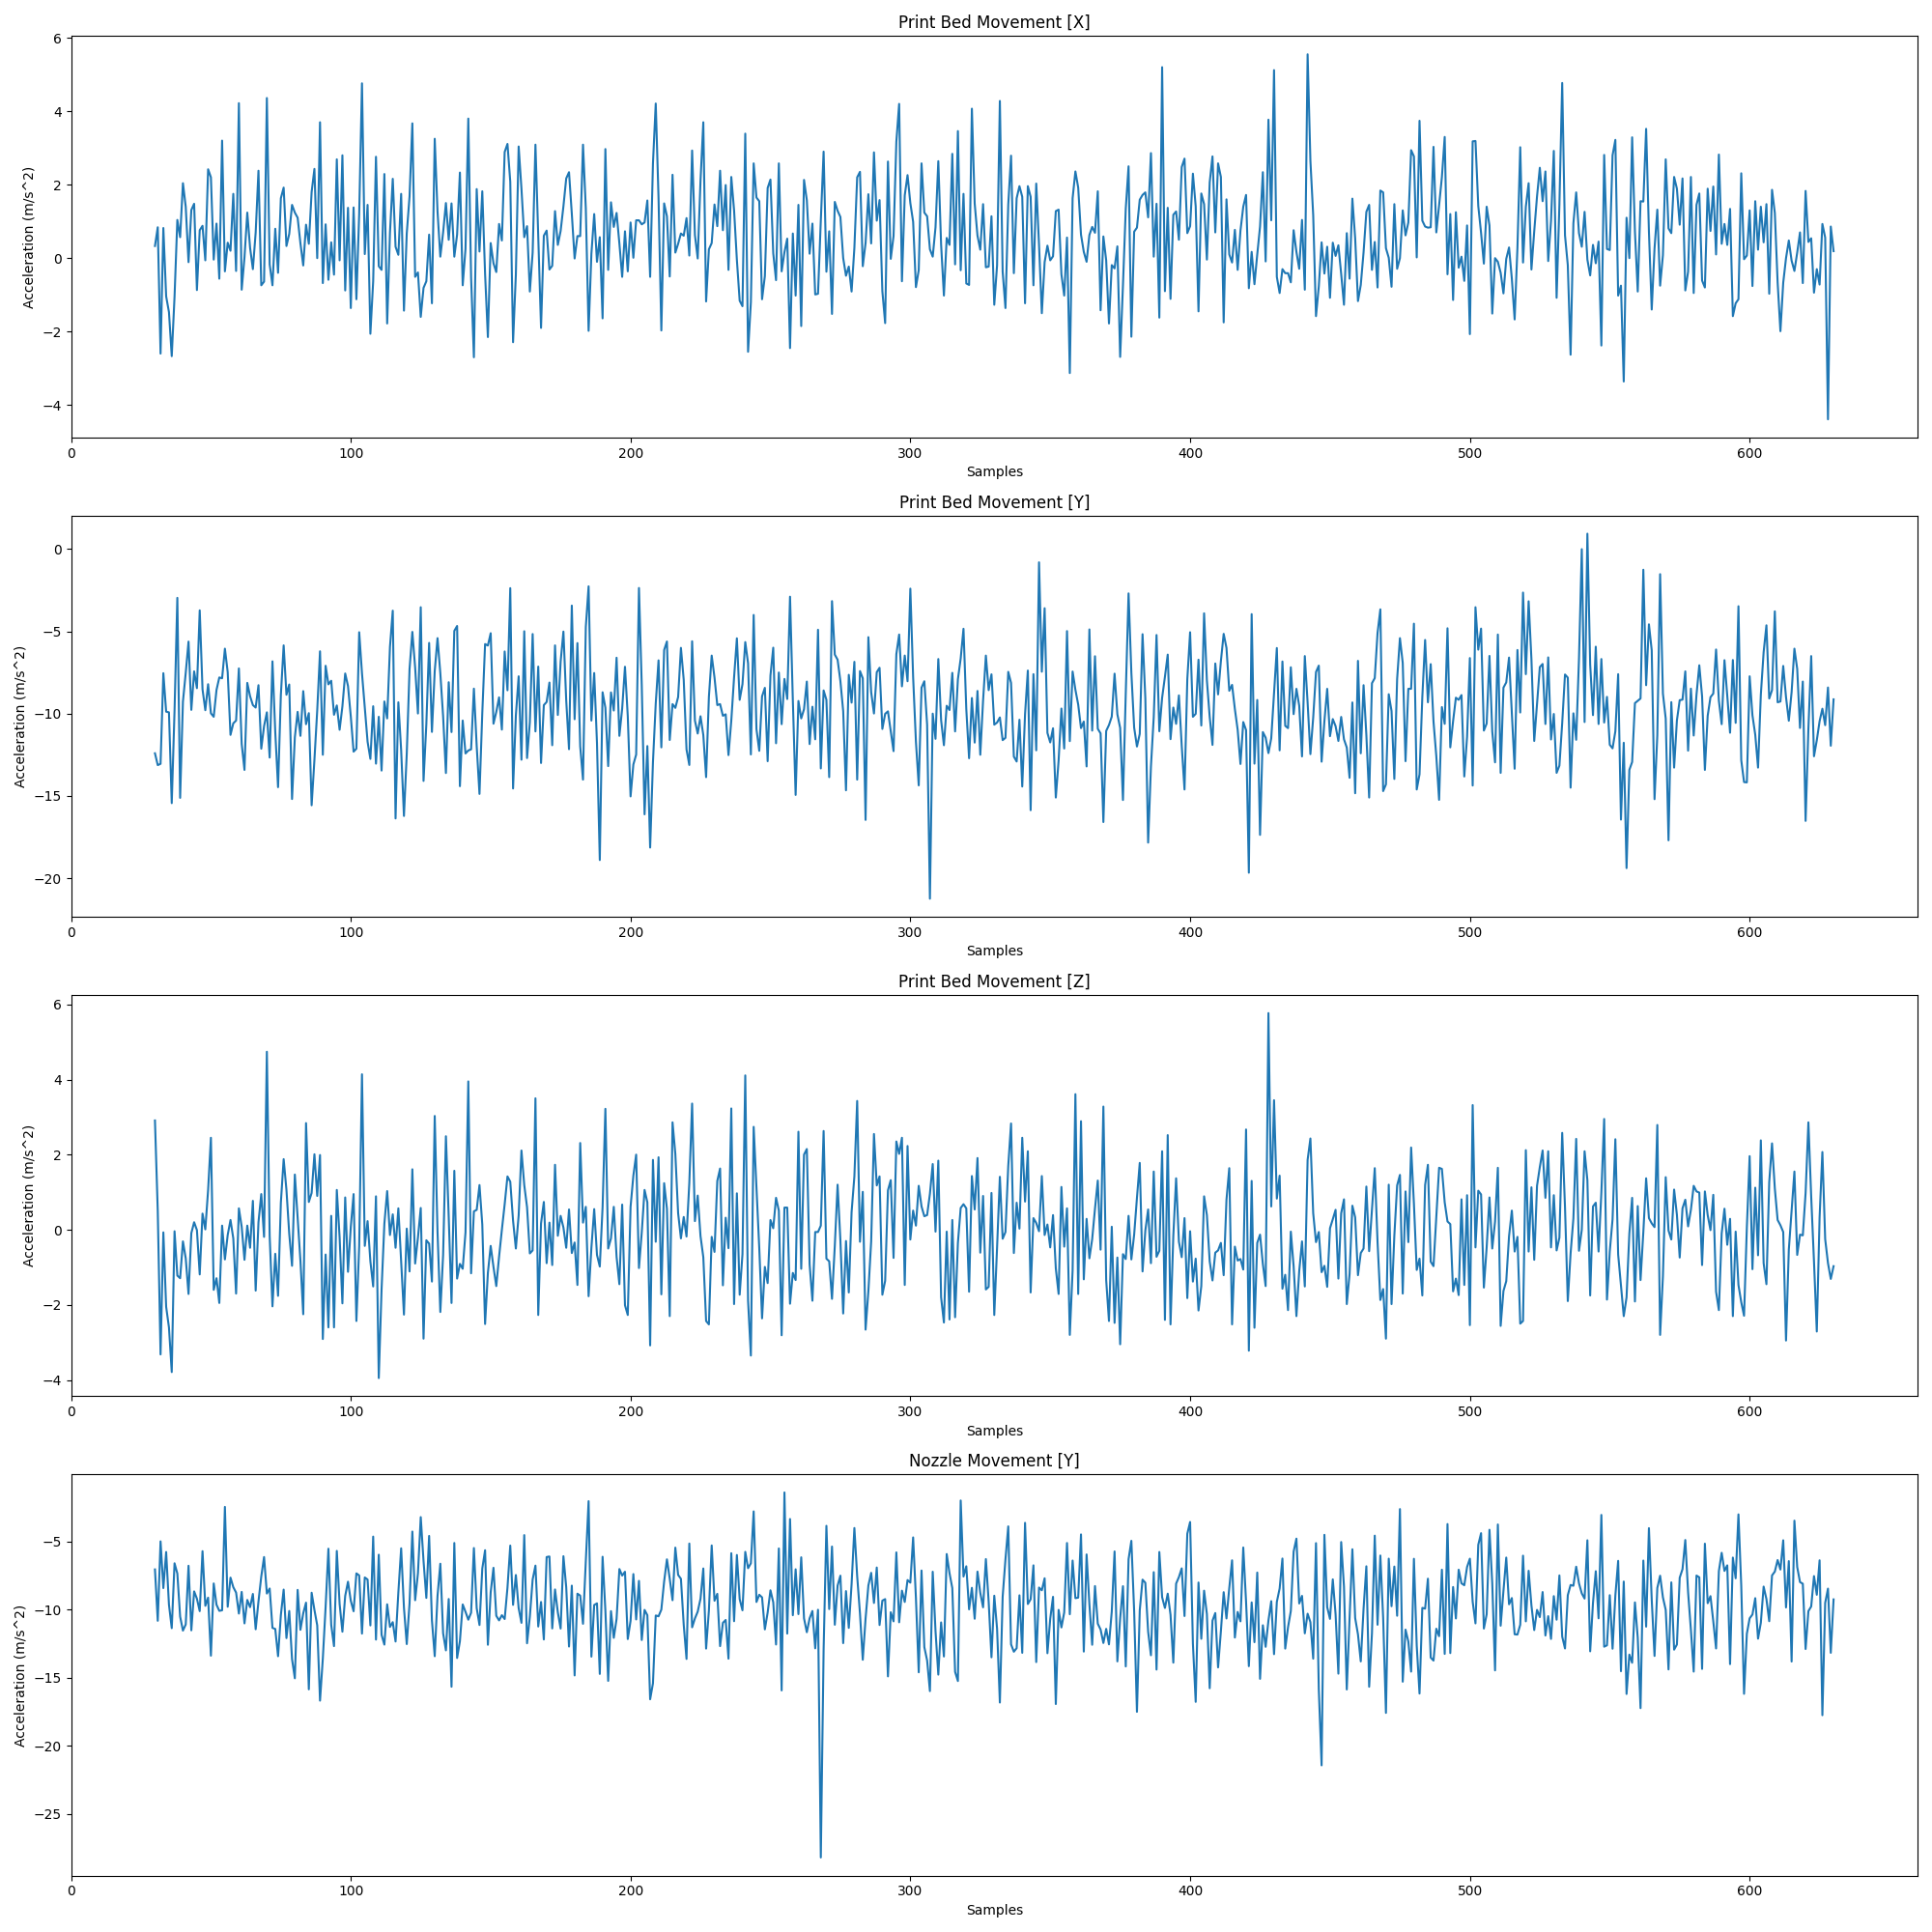 Print Bed Movement [X]
Acceleration (m/s^2)
6
4
2
0
−2
−4
0 100 200 300 400 500 600
Samples
Print Bed Movement [Y]
Acceleration (m/s^2)
0
−5
−10
−15
−20
0 100 200 300 400 500 600
Samples
Print Bed Movement [Z]
Acceleration (m/s^2)
6
4
2
0
−2
−4
0 100 200 300 400 500 600
Samples
Nozzle Movement [Y]
Acceleration (m/s^2)
−5
−10
−15
−20
−25
0 100 200 300 400 500 600
Samples